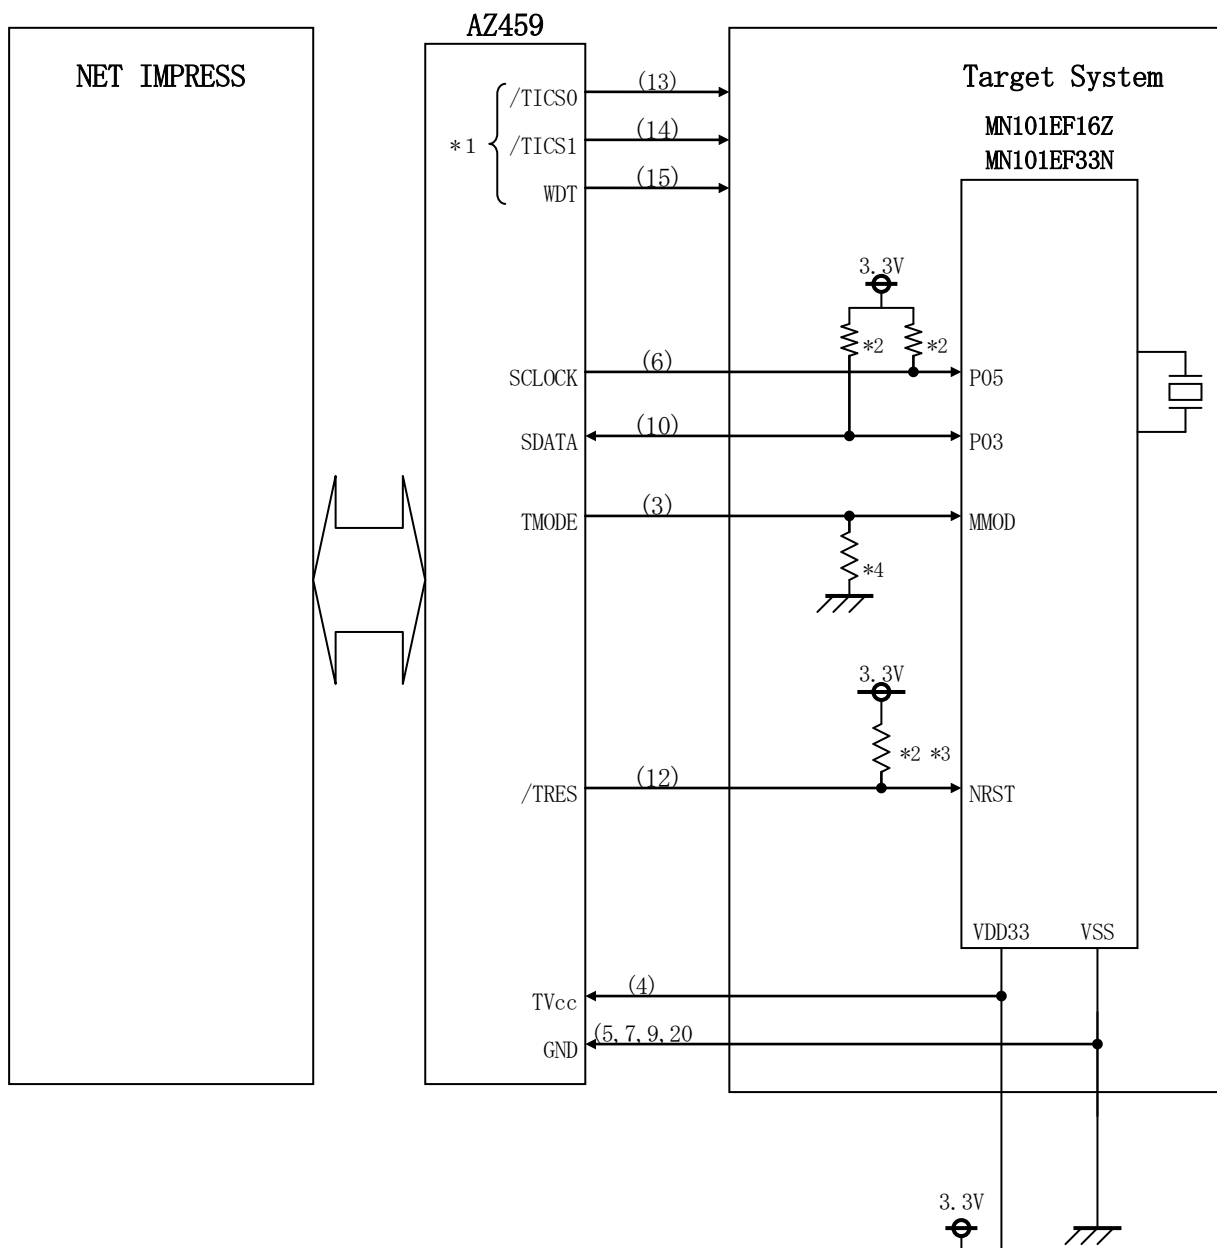 AZ459
NET IMPRESS
Target System
MN101EF16Z
MN101EF33N
*1
/TICS0
(13)
/TICS1
(14)
WDT
(15)
3.3V
*2
*2
SCLOCK
(6)
P05
SDATA
(10)
P03
TMODE
(3)
MMOD
*4
3.3V
*2 *3
/TRES
(12)
NRST
VDD33
VSS
TVcc
(4)
GND
(5,7,9,20
3.3V